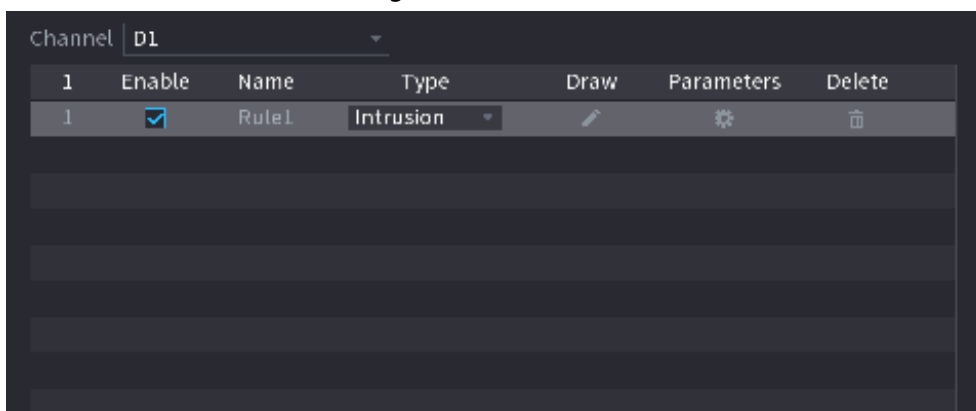 Channel D1
1 Enable Name Type Draw Parameters Delete
1 Rule1 Intrusion